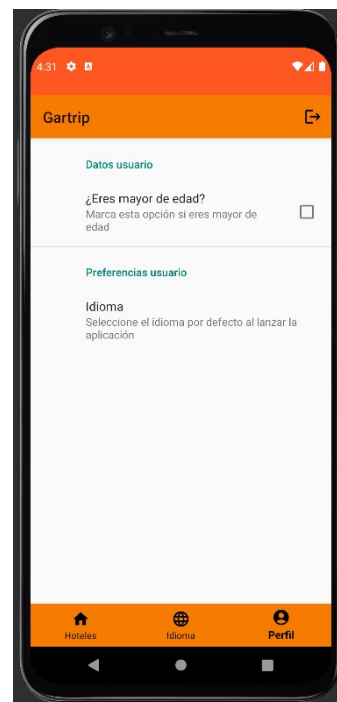 4:31
Gartrip
Datos usuario
¿Eres mayor de edad?
Marca esta opción si eres mayor de
edad
Preferencias usuario
Idioma
Seleccione el idioma por defecto al lanzar la
aplicación
Hoteles Idioma Perfil